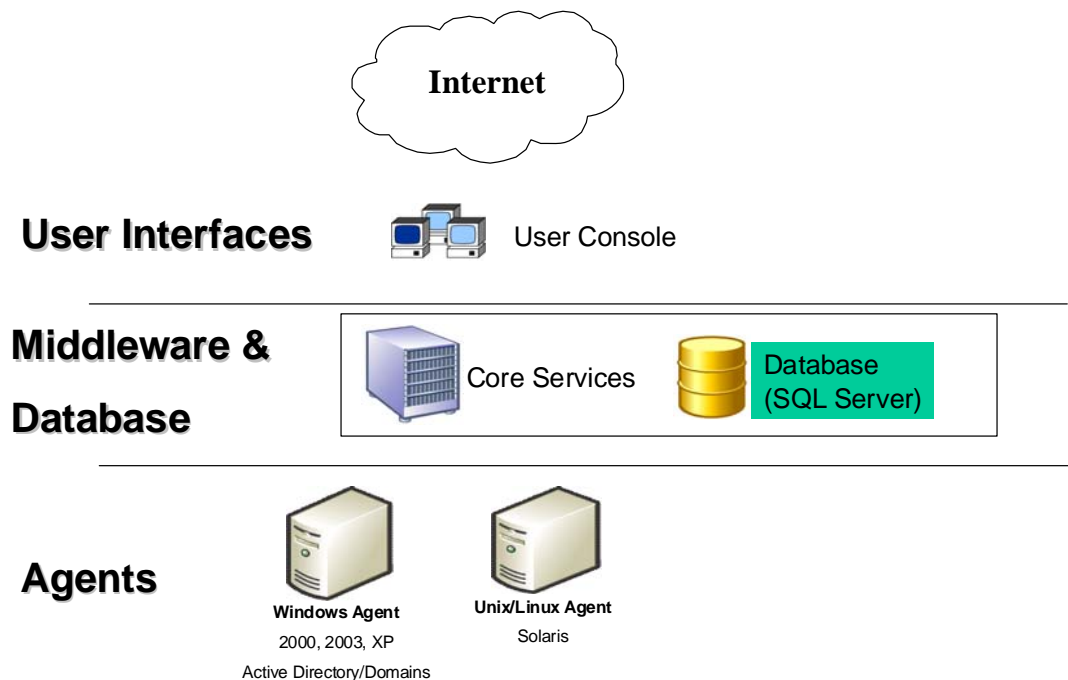 Internet
User Interfaces
User Console
Middleware &
Database
Core Services
Database
(SQL Server)
Agents
Windows Agent
2000, 2003, XP
Active Directory/Domains
Unix/Linux Agent
Solaris